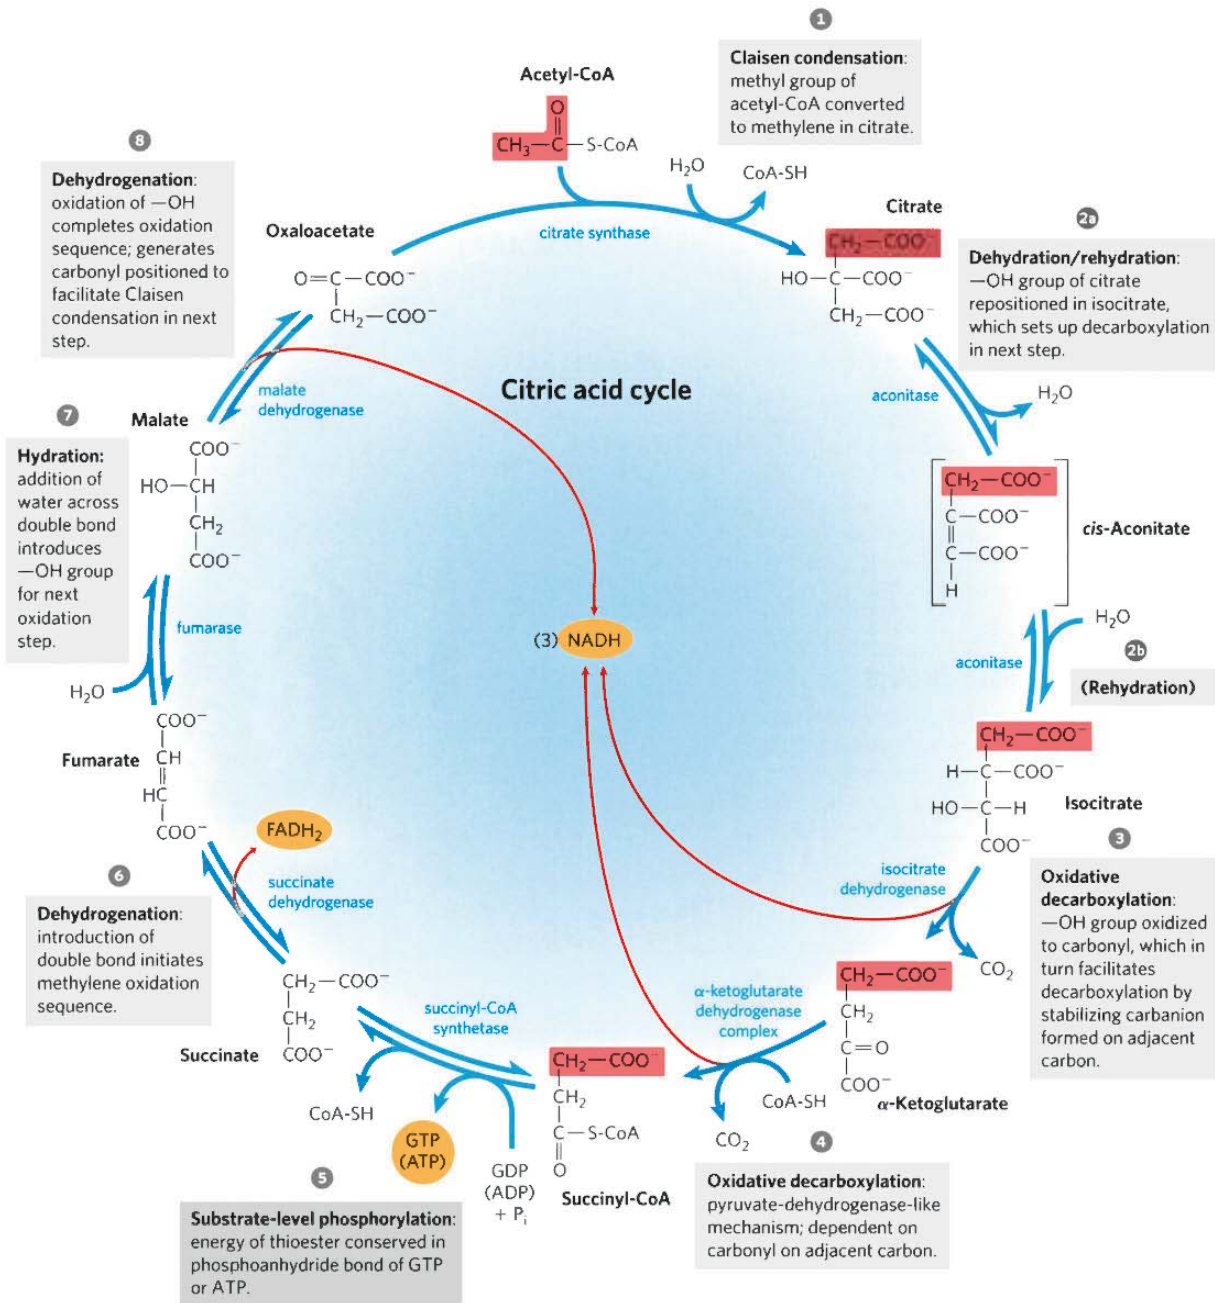 1
Claisen condensation:
methyl group of
acetyl-CoA converted
to methylene in citrate.
Acetyl-CoA
O
CH₃—C—S-CoA
H₂O
CoA-SH
citrate synthase
8
Dehydrogenation:
oxidation of —OH
completes oxidation
sequence; generates
carbonyl positioned to
facilitate Claisen
condensation in next
step.
Oxaloacetate
O=C—COO⁻
CH₂—COO⁻
Citrate
CH₂—COO⁻
HO—C—COO⁻
CH₂—COO⁻
2a
Dehydration/rehydration:
—OH group of citrate
repositioned in isocitrate,
which sets up decarboxylation
in next step.
Citric acid cycle
malate
dehydrogenase
aconitase
H₂O
7
Hydration:
addition of
water across
double bond
introduces
—OH group
for next
oxidation
step.
Malate
COO⁻
HO—CH
CH₂
COO⁻
CH₂—COO⁻
C—COO⁻
C—COO⁻
H
cis-Aconitate
(3) NADH
fumarase
H₂O
aconitase
H₂O
2b
(Rehydration)
Fumarate
COO⁻
CH
HC
COO⁻
CH₂—COO⁻
H—C—COO⁻
HO—C—H
COO⁻
Isocitrate
FADH₂
succinate
dehydrogenase
isocitrate
dehydrogenase
CO₂
3
Oxidative
decarboxylation:
—OH group oxidized
to carbonyl, which in
turn facilitates
decarboxylation by
stabilizing carbanion
formed on adjacent
carbon.
6
Dehydrogenation:
introduction of
double bond initiates
methylene oxidation
sequence.
CH₂—COO⁻
CH₂
COO⁻
Succinate
succinyl-CoA
synthetase
α-ketoglutarate
dehydrogenase
complex
CH₂—COO⁻
CH₂
C=O
COO⁻
α-Ketoglutarate
CoA-SH
CO₂
CH₂—COO⁻
CH₂
C—S-CoA
O
Succinyl-CoA
CoA-SH
GTP
(ATP)
GDP
(ADP)
+ Pᵢ
5
Substrate-level phosphorylation:
energy of thioester conserved in
phosphoanhydride bond of GTP
or ATP.
4
Oxidative decarboxylation:
pyruvate-dehydrogenase-like
mechanism; dependent on
carbonyl on adjacent carbon.